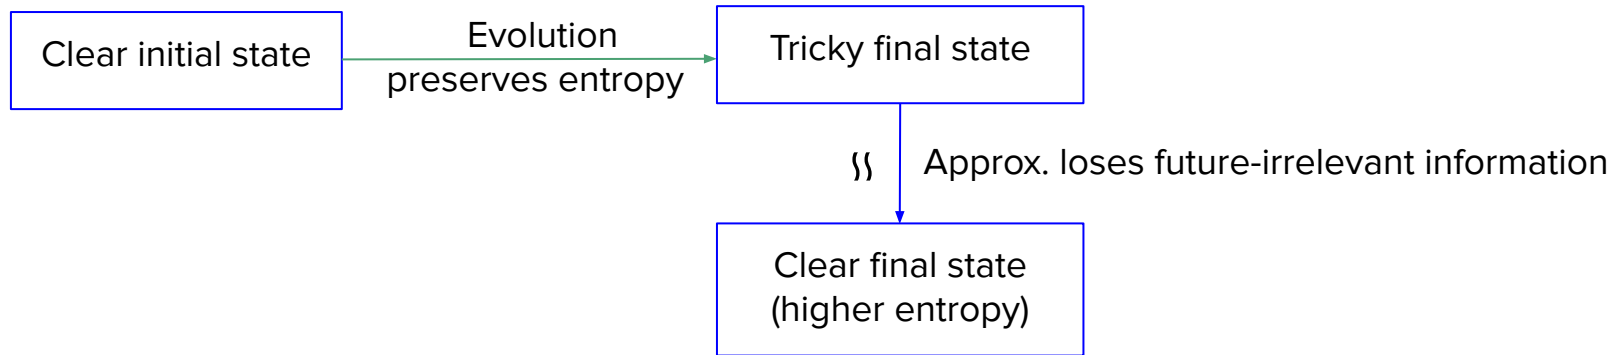 Clear initial state
Evolution
preserves entropy
Tricky final state
≈ Approx. loses future-irrelevant information
Clear final state
(higher entropy)